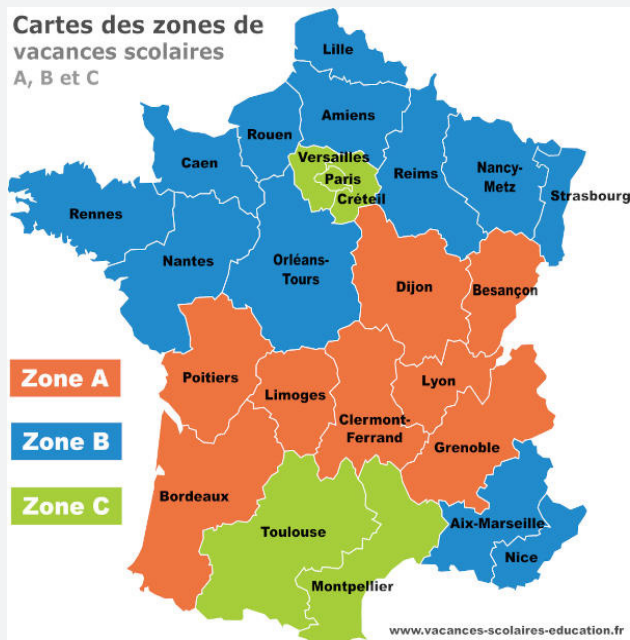 Cartes des zones de
vacances scolaires
A, B et C
Lille
Amiens
Rouen
Caen
Versailles
Paris
Créteil
Reims
Nancy-
Metz
Strasbourg
Rennes
Nantes
Orléans-
Tours
Dijon
Besançon
Zone A
Poitiers
Limoges
Clermont-
Ferrand
Lyon
Grenoble
Zone B
Zone C
Bordeaux
Toulouse
Montpellier
Aix-Marseille
Nice
www.vacances-scolaires-education.fr